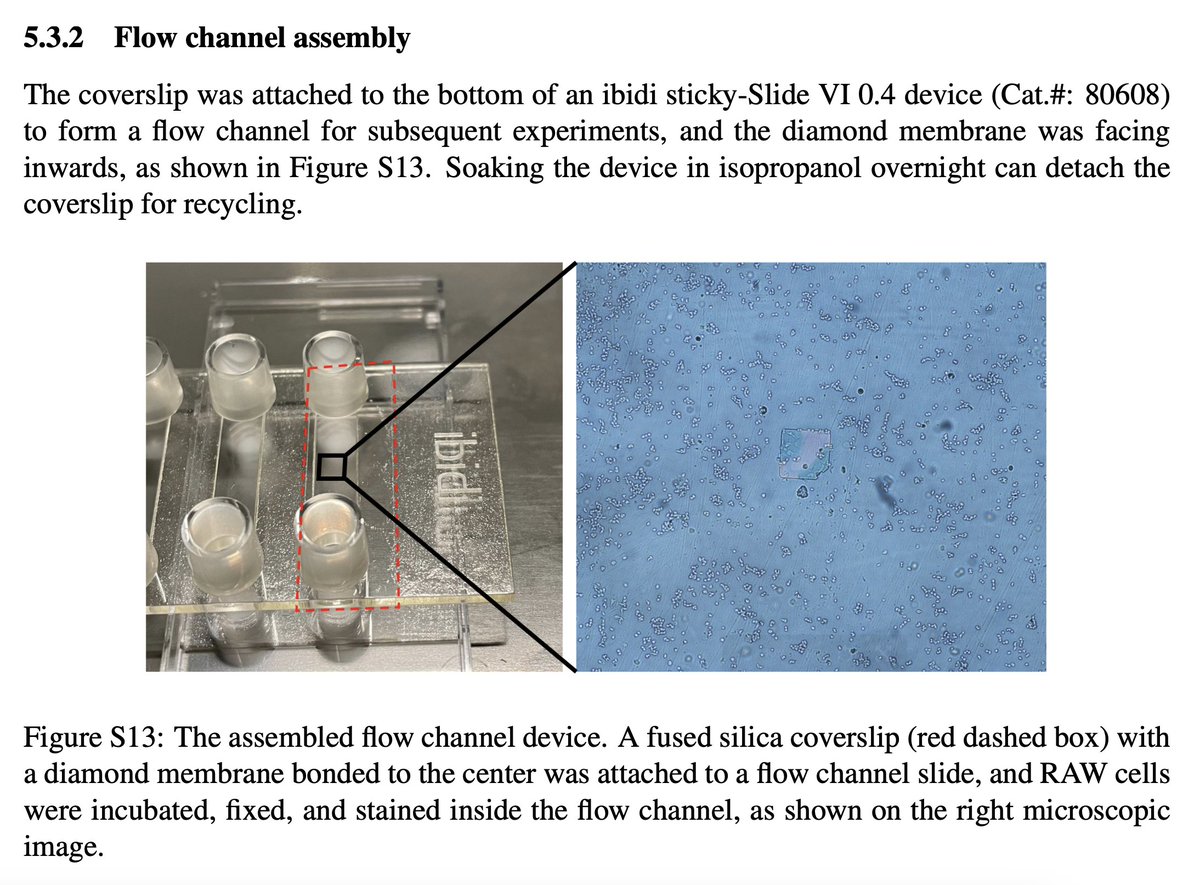 5.3.2 Flow channel assembly
The coverslip was attached to the bottom of an ibidi sticky-Slide VI 0.4 device (Cat.#: 80608)
to form a flow channel for subsequent experiments, and the diamond membrane was facing
inwards, as shown in Figure S13. Soaking the device in isopropanol overnight can detach the
coverslip for recycling.
ibidi
Figure S13: The assembled flow channel device. A fused silica coverslip (red dashed box) with
a diamond membrane bonded to the center was attached to a flow channel slide, and RAW cells
were incubated, fixed, and stained inside the flow channel, as shown on the right microscopic
image.